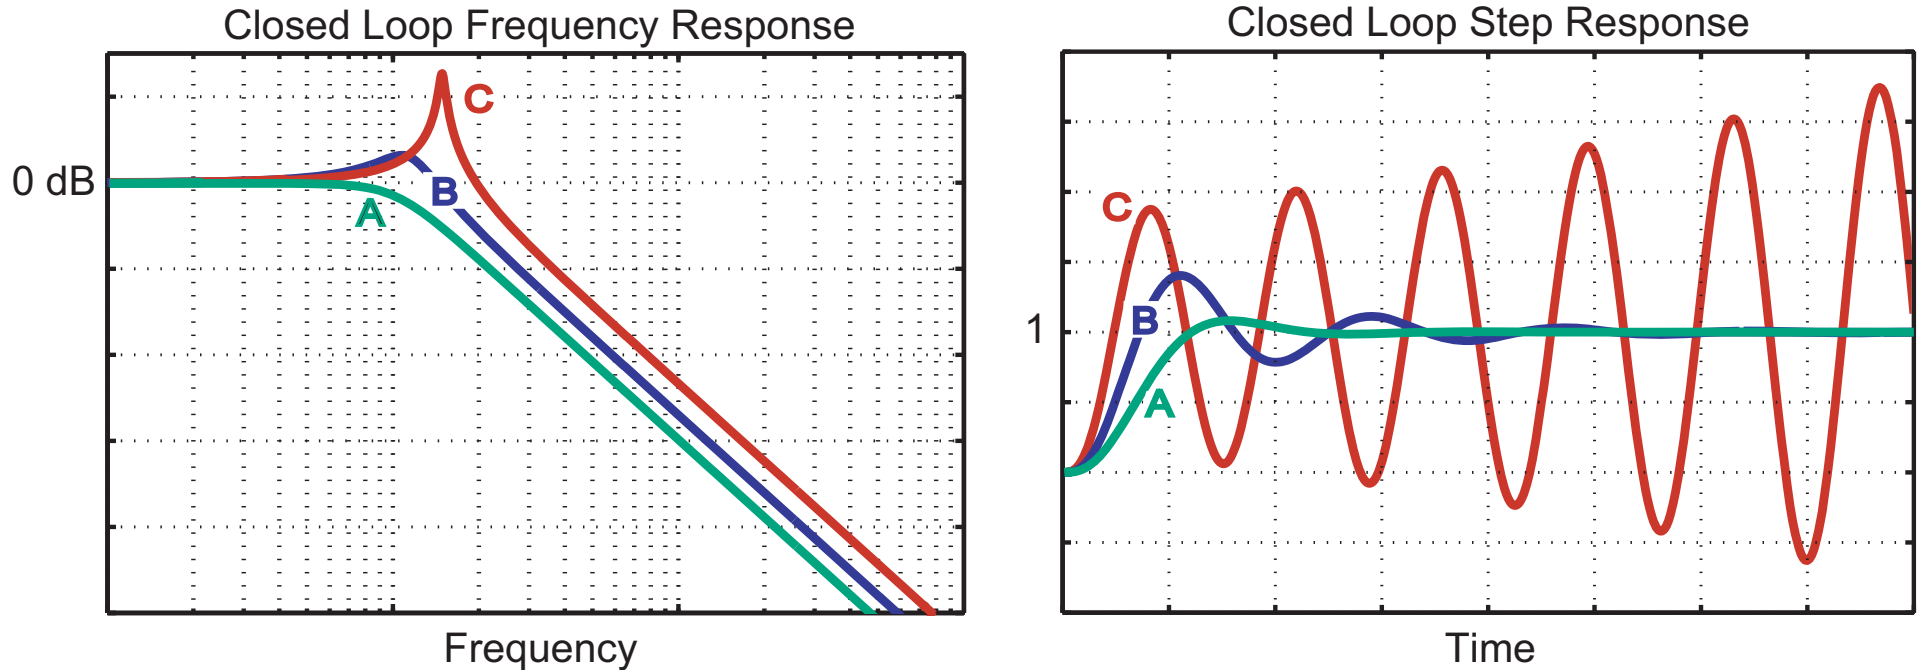 Closed Loop Frequency Response
C
0 dB
B
A
Frequency
Closed Loop Step Response
C
B
1
A
Time